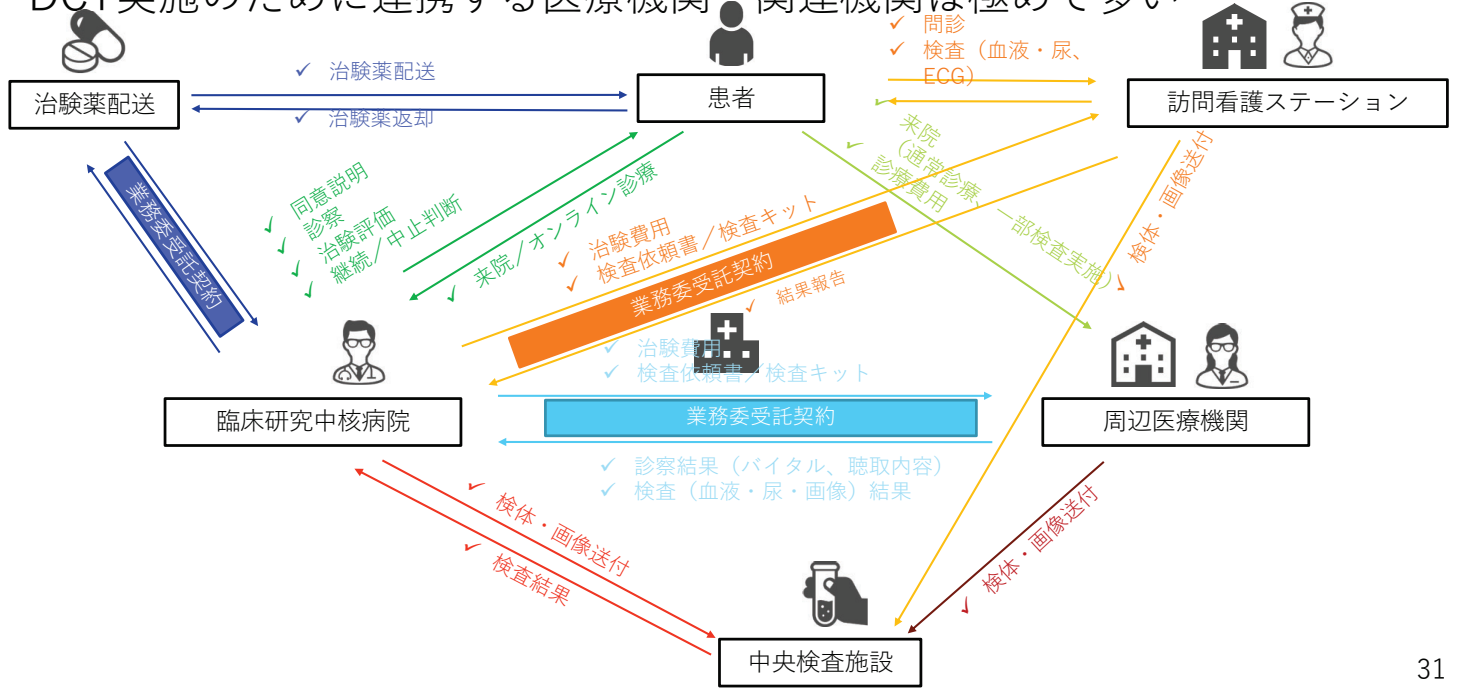 DCT実施のために連携する医療機関・関連機関は極めて多い
問診
検査（血液・尿、
ECG）
治験薬配送
治験薬配送
患者
訪問看護ステーション
治験薬返却
来院
（通常診療、一部検査実施）
診療費用
検体・画像送付
業務委受託契約
同意説明
診察
治験評価
継続／中止判断
来院／オンライン診療
治験費用
検査依頼書／検査キット
業務委受託契約
結果報告
治験費用
検査依頼書／検査キット
臨床研究中核病院
業務委受託契約
周辺医療機関
診察結果（バイタル、聴取内容）
検査（血液・尿・画像）結果
検体・画像送付
検査結果
検体・画像送付
中央検査施設
31